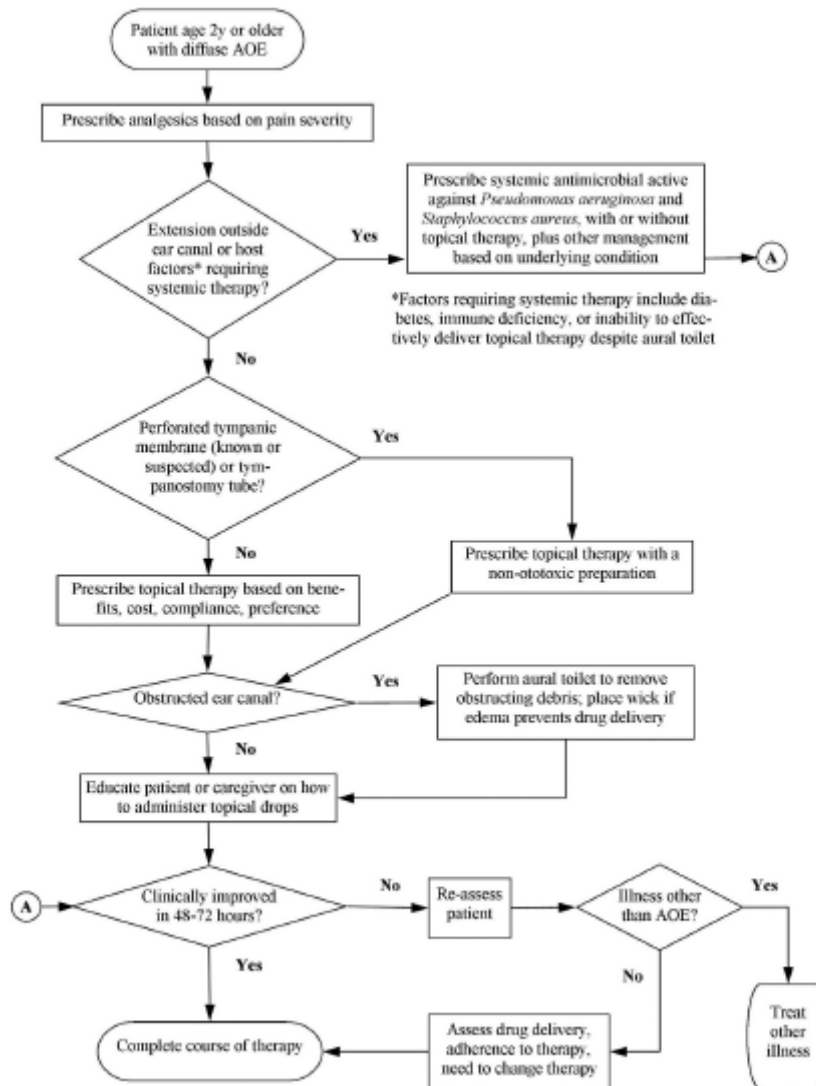 Patient age 2y or older
with diffuse AOE
Prescribe analgesics based on pain severity
Extension outside
ear canal or host
factors* requiring
systemic therapy?
Yes
Prescribe systemic antimicrobial active
against Pseudomonas aeruginosa and
Staphylococcus aureus, with or without
topical therapy, plus other management
based on underlying condition
A
*Factors requiring systemic therapy include dia-
betes, immune deficiency, or inability to effec-
tively deliver topical therapy despite aural toilet
No
Perforated tympanic
membrane (known or
suspected) or tym-
panostomy tube?
Yes
No
Prescribe topical therapy with a
non-ototoxic preparation
Prescribe topical therapy based on bene-
fits, cost, compliance, preference
Obstructed ear canal?
Yes
Perform aural toilet to remove
obstructing debris; place wick if
edema prevents drug delivery
No
Educate patient or caregiver on how
to administer topical drops
A
Clinically improved
in 48-72 hours?
No
Re-assess
patient
Illness other
than AOE?
Yes
Yes
No
Complete course of therapy
Assess drug delivery,
adherence to therapy,
need to change therapy
Treat
other
illness